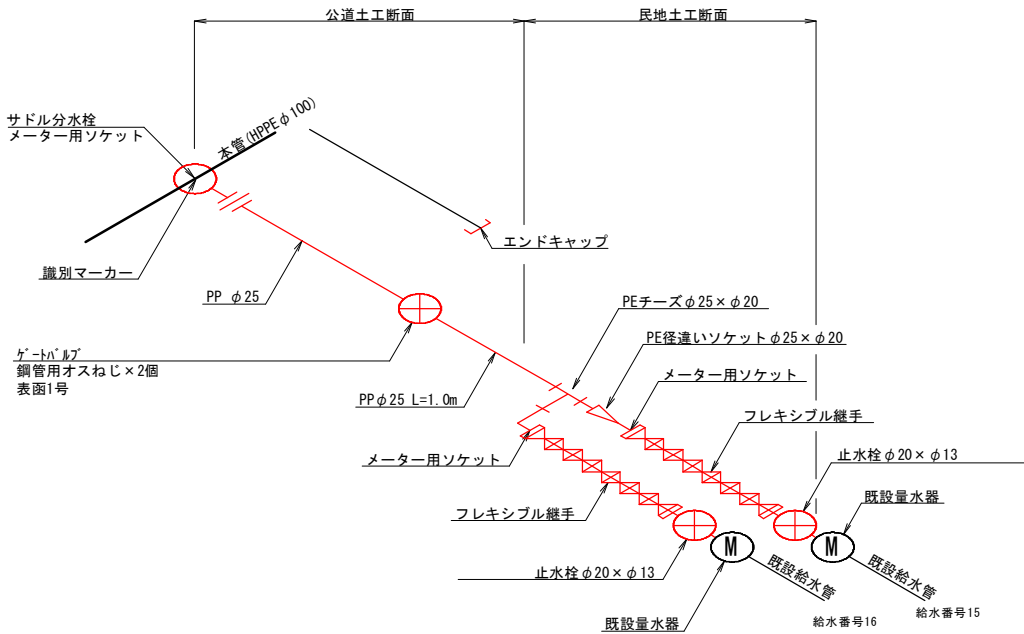 公道土工断面
民地土工断面
サドル分水栓
メーター用ソケット
本管(HPPEφ100)
エンドキャップ
識別マーカー
PP φ25
PEチーズφ25×φ20
PE径違いソケットφ25×φ20
ｹﾞｰﾄﾊﾞﾙﾌﾞ
鋼管用オスねじ×2個
表函1号
PPφ25 L=1.0m
メーター用ソケット
フレキシブル継手
メーター用ソケット
止水栓φ20×φ13
既設量水器
フレキシブル継手
M
M
既設給水管
既設給水管
止水栓φ20×φ13
給水番号15
給水番号16
既設量水器